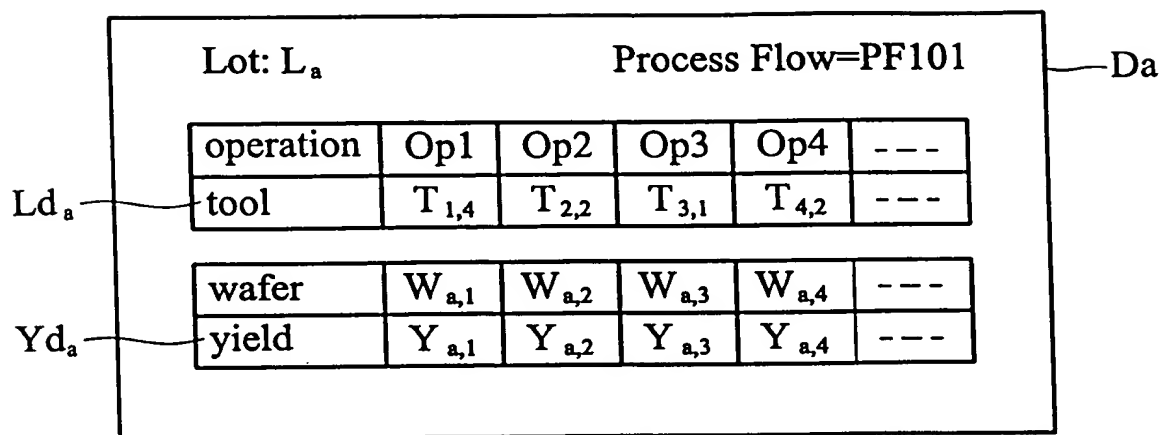 Lot: Lₐ Process Flow=PF101
Da
operation Op1 Op2 Op3 Op4 ---
Ldₐ tool T1,4 T2,2 T3,1 T4,2 ---
wafer Wa,1 Wa,2 Wa,3 Wa,4 ---
Ydₐ yield Ya,1 Ya,2 Ya,3 Ya,4 ---